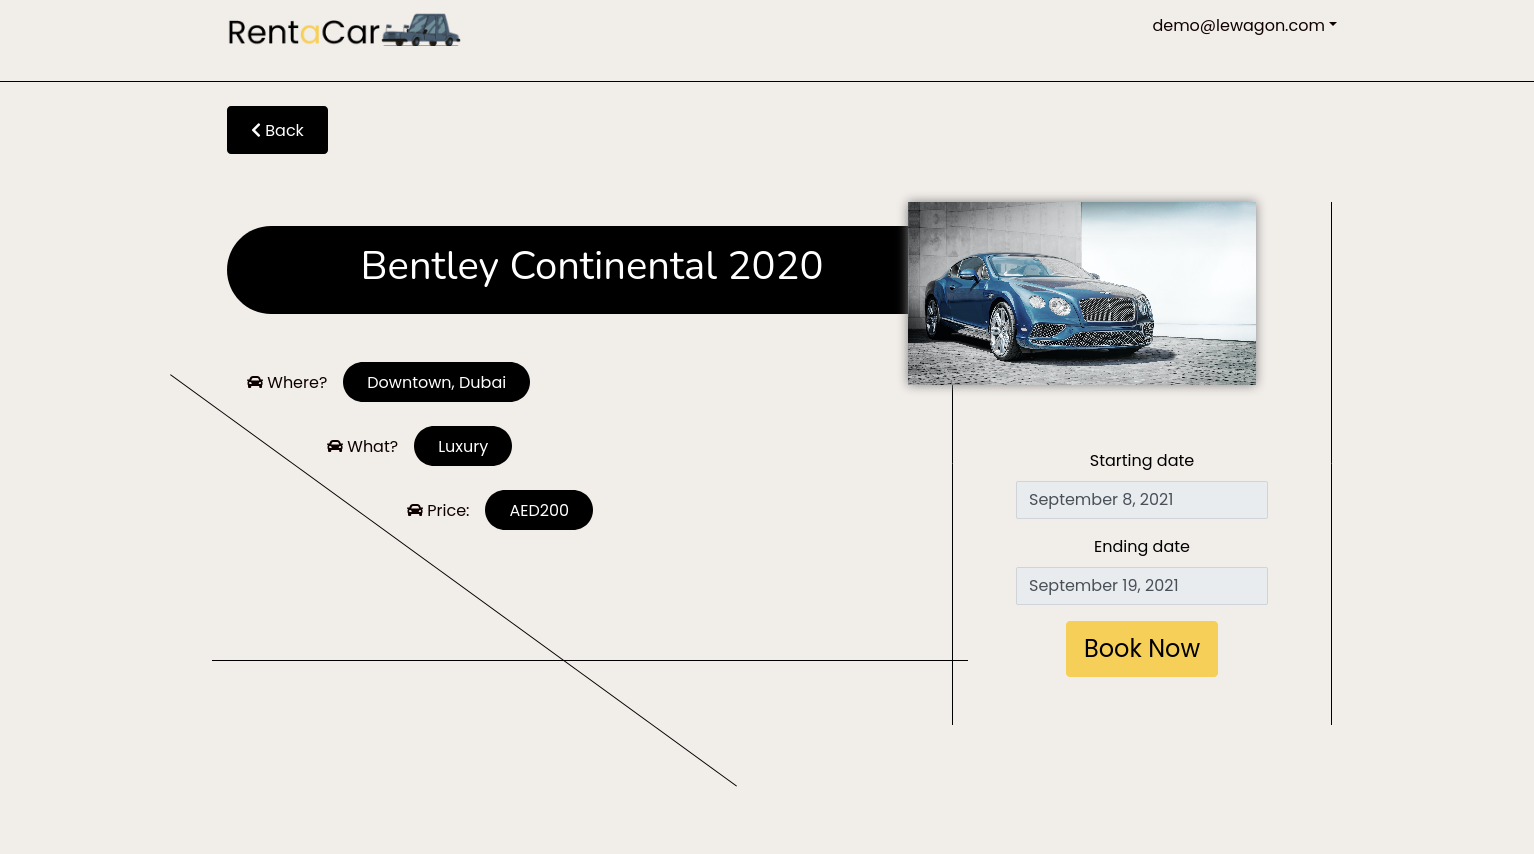 RentaCar
demo@lewagon.com
Back
Bentley Continental 2020
Where? Downtown, Dubai
What? Luxury
Price: AED200
Starting date
September 8, 2021
Ending date
September 19, 2021
Book Now